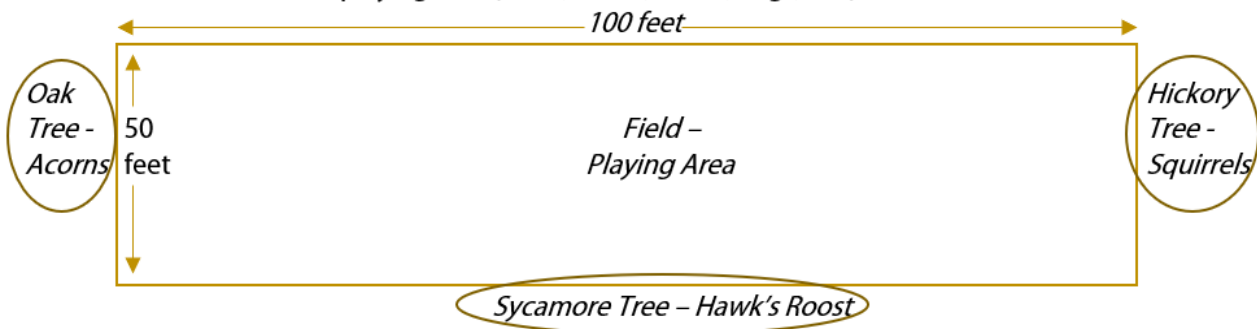 100 feet
Oak
Tree -
Acorns
50
feet
Field –
Playing Area
Hickory
Tree -
Squirrels
Sycamore Tree – Hawk's Roost